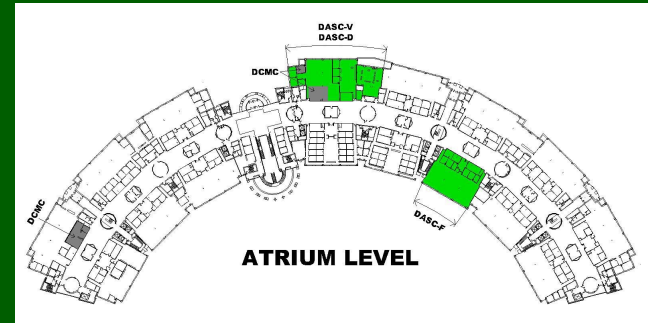 DASC-V
DASC-D
DCMC
DCMC
DASC-F
ATRIUM LEVEL